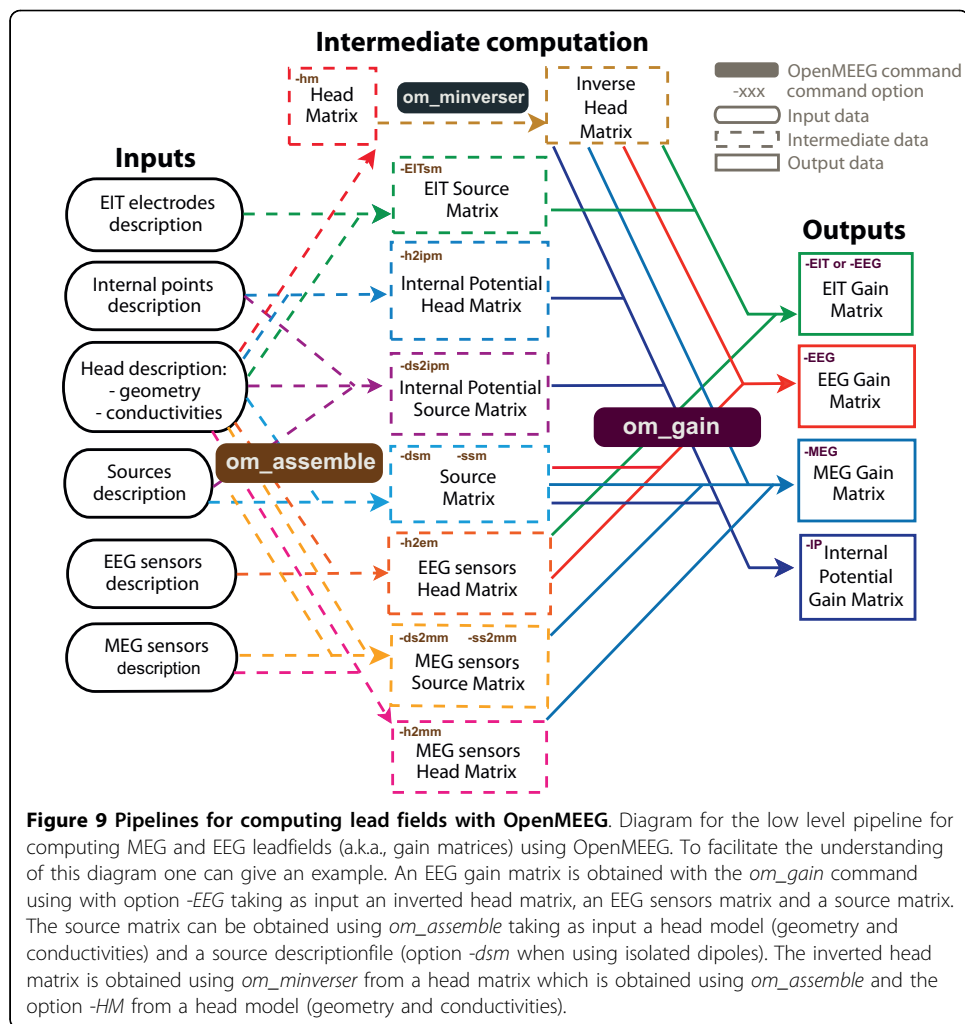 Intermediate computation
-hm
Head
Matrix
om_minverser
Inverse
Head
Matrix
OpenMEEG command
-xxx command option
Input data
Intermediate data
Output data
Inputs
EIT electrodes
description
Internal points
description
Head description:
- geometry
- conductivities
Sources
description
EEG sensors
description
MEG sensors
description
om_assemble
-EITsm
EIT Source
Matrix
-h2ipm
Internal Potential
Head Matrix
-ds2ipm
Internal Potential
Source Matrix
-dsm -ssm
Source
Matrix
-h2em
EEG sensors
Head Matrix
-ds2mm -ss2mm
MEG sensors
Source Matrix
-h2mm
MEG sensors
Head Matrix
om_gain
Outputs
-EIT or -EEG
EIT Gain
Matrix
-EEG
EEG Gain
Matrix
-MEG
MEG Gain
Matrix
-IP Internal
Potential
Gain Matrix
Figure 9 Pipelines for computing lead fields with OpenMEEG. Diagram for the low level pipeline for
computing MEG and EEG leadfields (a.k.a., gain matrices) using OpenMEEG. To facilitate the understanding
of this diagram one can give an example. An EEG gain matrix is obtained with the om_gain command
using with option -EEG taking as input an inverted head matrix, an EEG sensors matrix and a source matrix.
The source matrix can be obtained using om_assemble taking as input a head model (geometry and
conductivities) and a source descriptionfile (option -dsm when using isolated dipoles). The inverted head
matrix is obtained using om_minverser from a head matrix which is obtained using om_assemble and the
option -HM from a head model (geometry and conductivities).